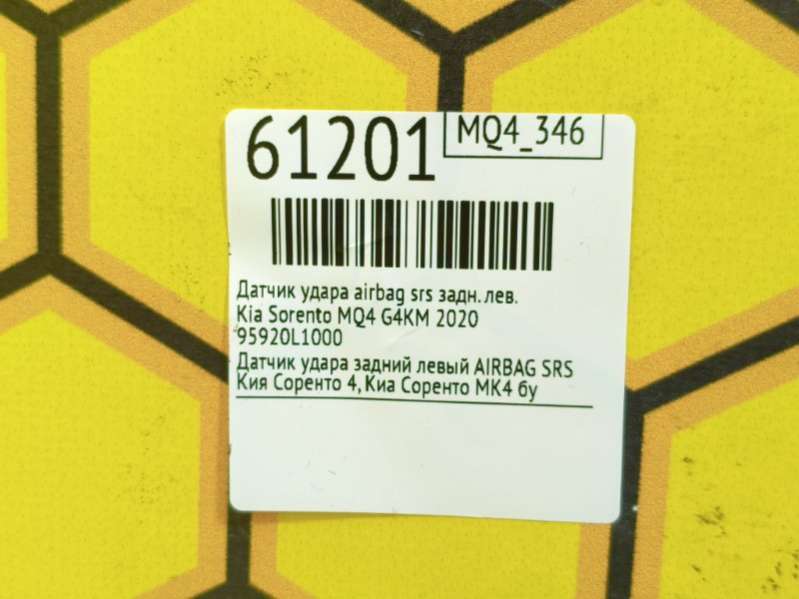 61201
MQ4_346
Датчик удара airbag srs задн. лев.
Kia Sorento MQ4 G4KM 2020
95920L1000
Датчик удара задний левый AIRBAG SRS
Кия Соренто 4, Киа Соренто МК4 бу